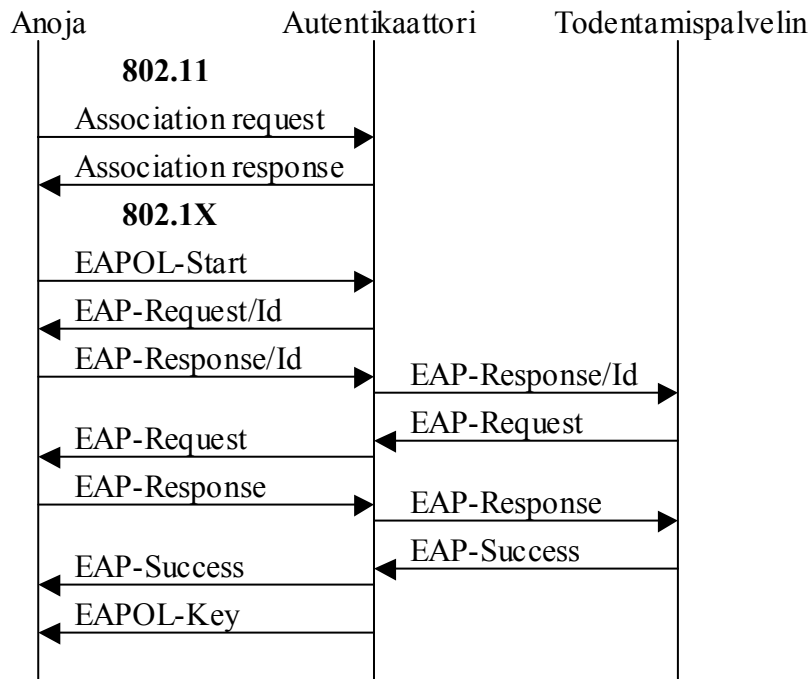 Anoja Autentikaattori Todentamispalvelin
802.11
Association request
Association response
802.1X
EAPOL-Start
EAP-Request/Id
EAP-Response/Id
EAP-Response/Id
EAP-Request
EAP-Request
EAP-Response
EAP-Response
EAP-Success
EAP-Success
EAPOL-Key